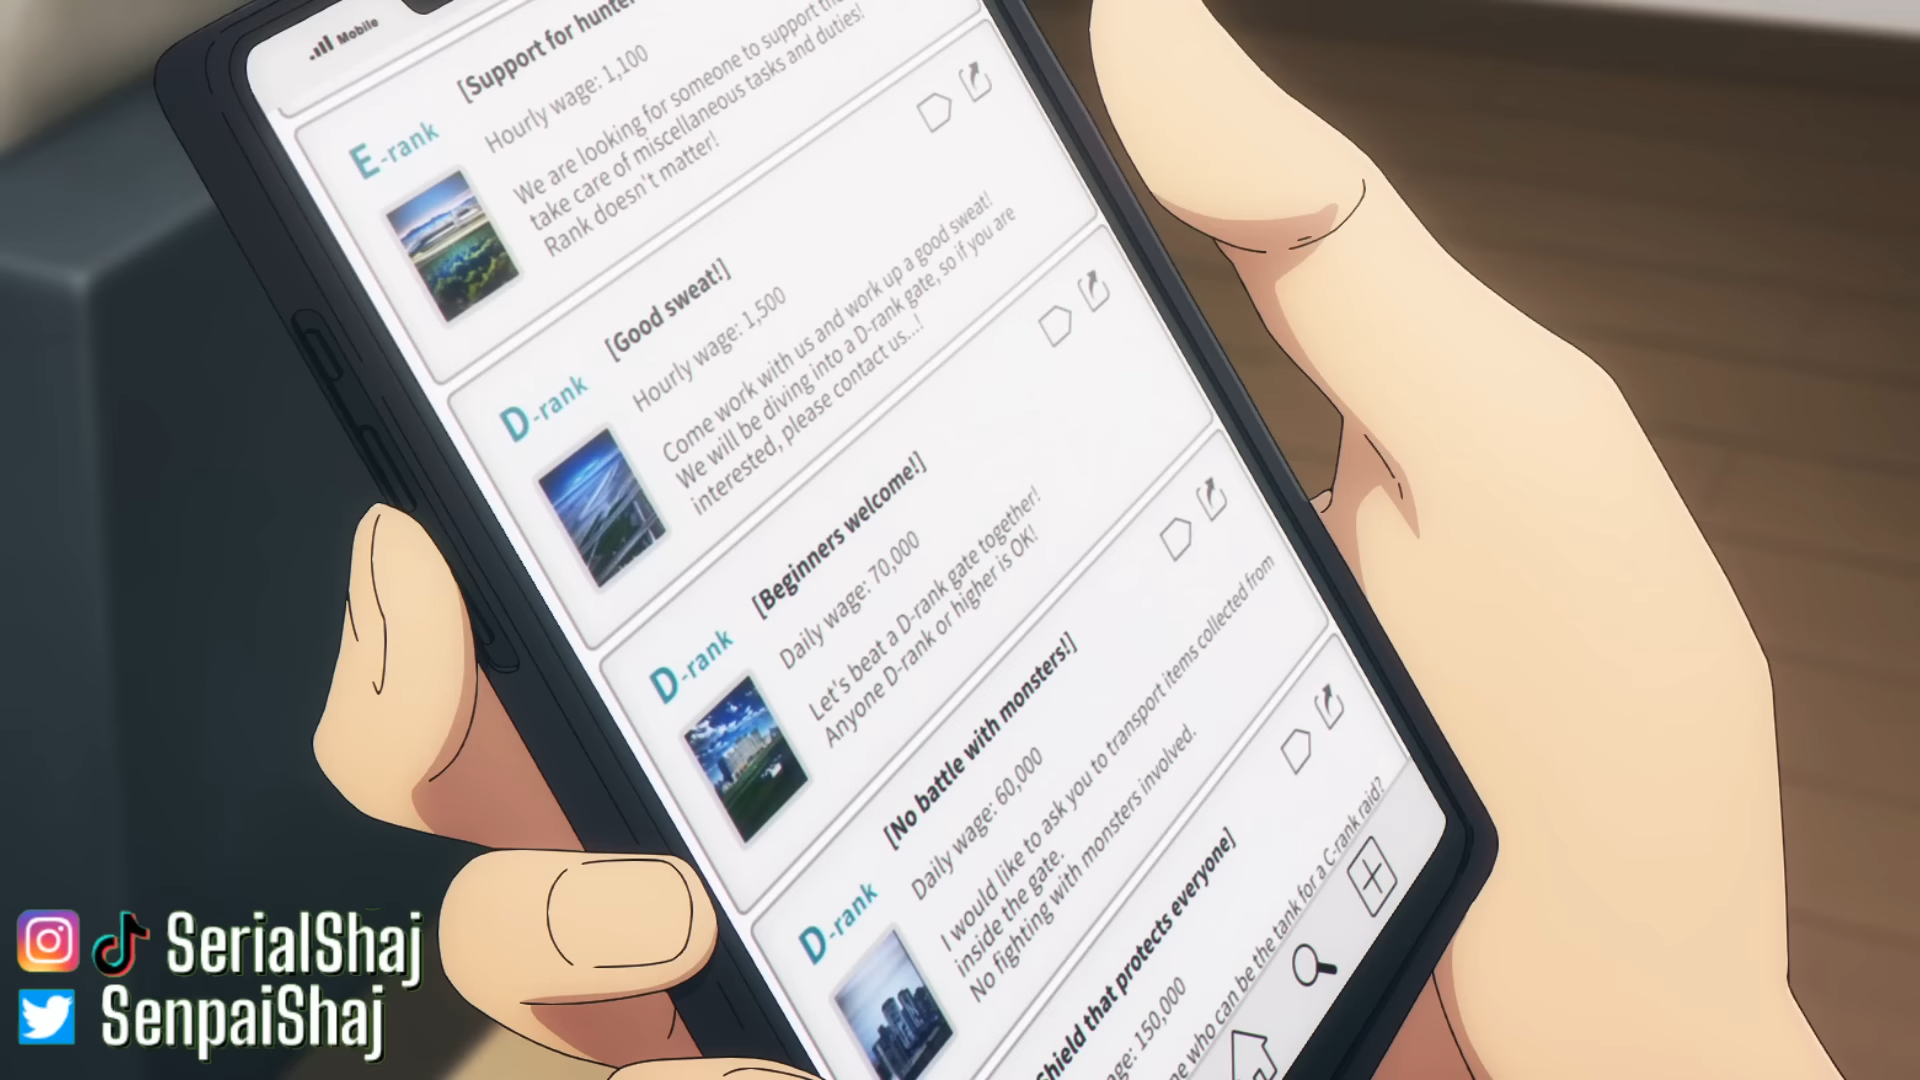 Mobile
[Support for hunter
E-rank
Hourly wage: 1,100
We are looking for someone to support the
take care of miscellaneous tasks and duties!
Rank doesn't matter!
[Good sweat!]
D-rank
Hourly wage: 1,500
Come work with us and work up a good sweat!
We will be diving into a D-rank gate, so if you are
interested, please contact us...!
[Beginners welcome!]
D-rank
Daily wage: 70,000
Let's beat a D-rank gate together!
Anyone D-rank or higher is OK!
[No battle with monsters!]
D-rank
Daily wage: 60,000
I would like to ask you to transport items collected from
inside the gate.
No fighting with monsters involved.
Shield that protects everyone]
age: 150,000
ne who can be the tank for a C-rank raid?
SerialShaj
SenpaiShaj